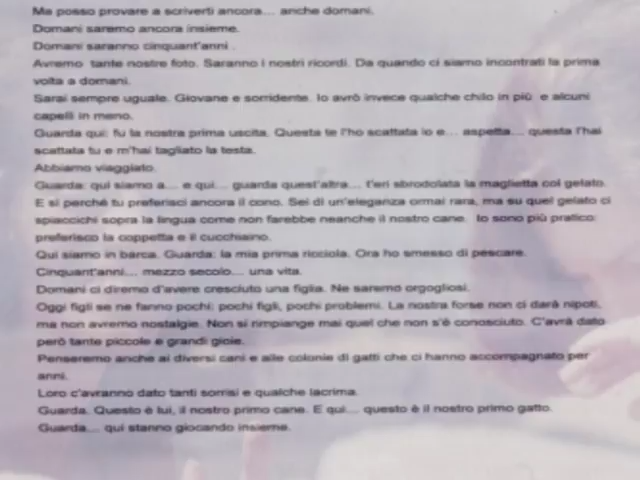 Ma posso provare a scriverti ancora... anche domani.
Domani saremo ancora insieme.
Domani saranno cinquant'anni .
Avremo tante nostre foto. Saranno i nostri ricordi. Da quando ci siamo incontrati la prima
volta a domani.
Sarai sempre uguale. Giovane e sorridente. Io avrò invece qualche chilo in più e alcuni
capelli in meno.
Guarda qui: fu la nostra prima uscita. Questa te l'ho scattata io e... aspetta... questa l'hai
scattata tu e m'hai tagliato la testa.
Abbiamo viaggiato.
Guarda: qui siamo a... e qui... guarda quest'altra... t'eri sbrodolata la maglietta col gelato.
E si perché tu preferisci ancora il cono. Sei di un'eleganza ormai rara, ma su quel gelato ci
spiaccichi sopra la lingua come non farebbe neanche il nostro cane. Io sono più pratico:
preferisco la coppetta e il cucchiaino.
Qui siamo in barca. Guarda: la mia prima ricciola. Ora ho smesso di pescare.
Cinquant'anni... mezzo secolo... una vita.
Domani ci diremo d'avere cresciuto una figlia. Ne saremo orgogliosi.
Oggi figli se ne fanno pochi: pochi figli, pochi problemi. La nostra forse non ci darà nipoti,
ma non avremo nostalgie. Non si rimpiange mai quel che non s'è conosciuto. C'avrà dato
però tante piccole e grandi gioie.
Penseremo anche ai diversi cani e alle colonie di gatti che ci hanno accompagnato per
anni.
Loro c'avranno dato tanti sorrisi e qualche lacrima.
Guarda. Questo è lui, il nostro primo cane. E qui... questo è il nostro primo gatto.
Guarda... qui stanno giocando insieme.